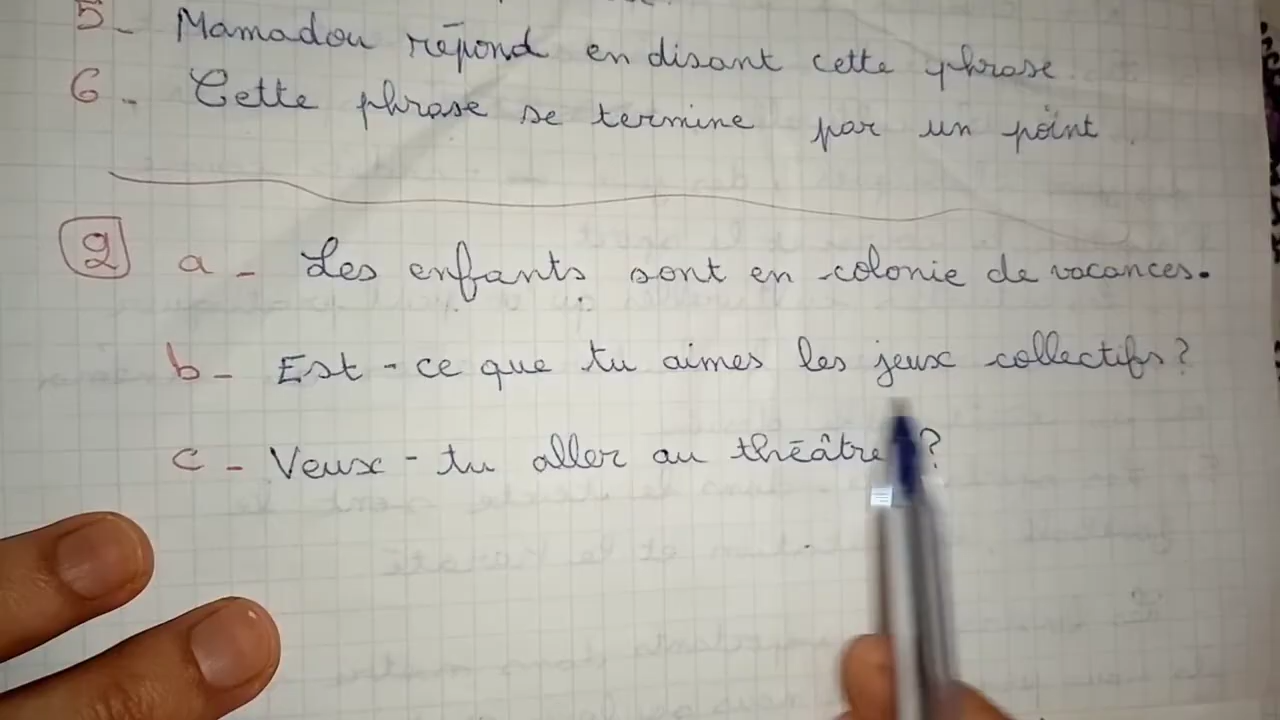 5- Mamadou répond en disant cette phrase.
6- Cette phrase se termine par un point.
2 a- Les enfants sont en colonie de vacances.
b- Est-ce que tu aimes les jeux collectifs ?
c- Veux-tu aller au théâtre ?